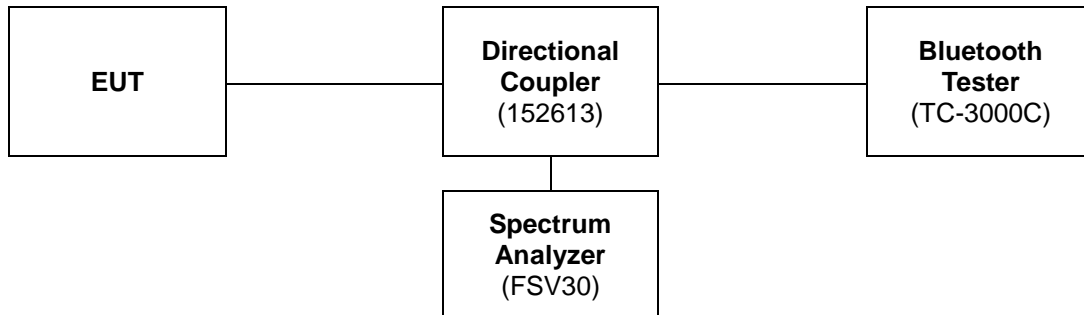 EUT
Directional
Coupler
(152613)
Bluetooth
Tester
(TC-3000C)
Spectrum
Analyzer
(FSV30)